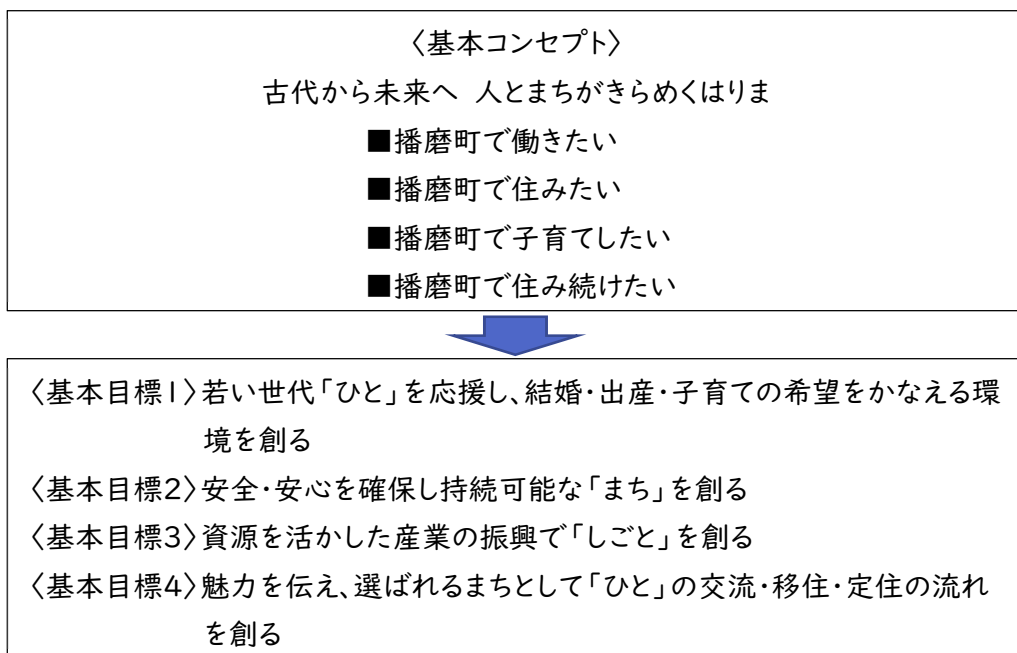 〈基本コンセプト〉
古代から未来へ 人とまちがきらめくはりま
■播磨町で働きたい
■播磨町で住みたい
■播磨町で子育てしたい
■播磨町で住み続けたい
〈基本目標1〉若い世代「ひと」を応援し、結婚・出産・子育ての希望をかなえる環
境を創る
〈基本目標2〉安全・安心を確保し持続可能な「まち」を創る
〈基本目標3〉資源を活かした産業の振興で「しごと」を創る
〈基本目標4〉魅力を伝え、選ばれるまちとして「ひと」の交流・移住・定住の流れ
を創る